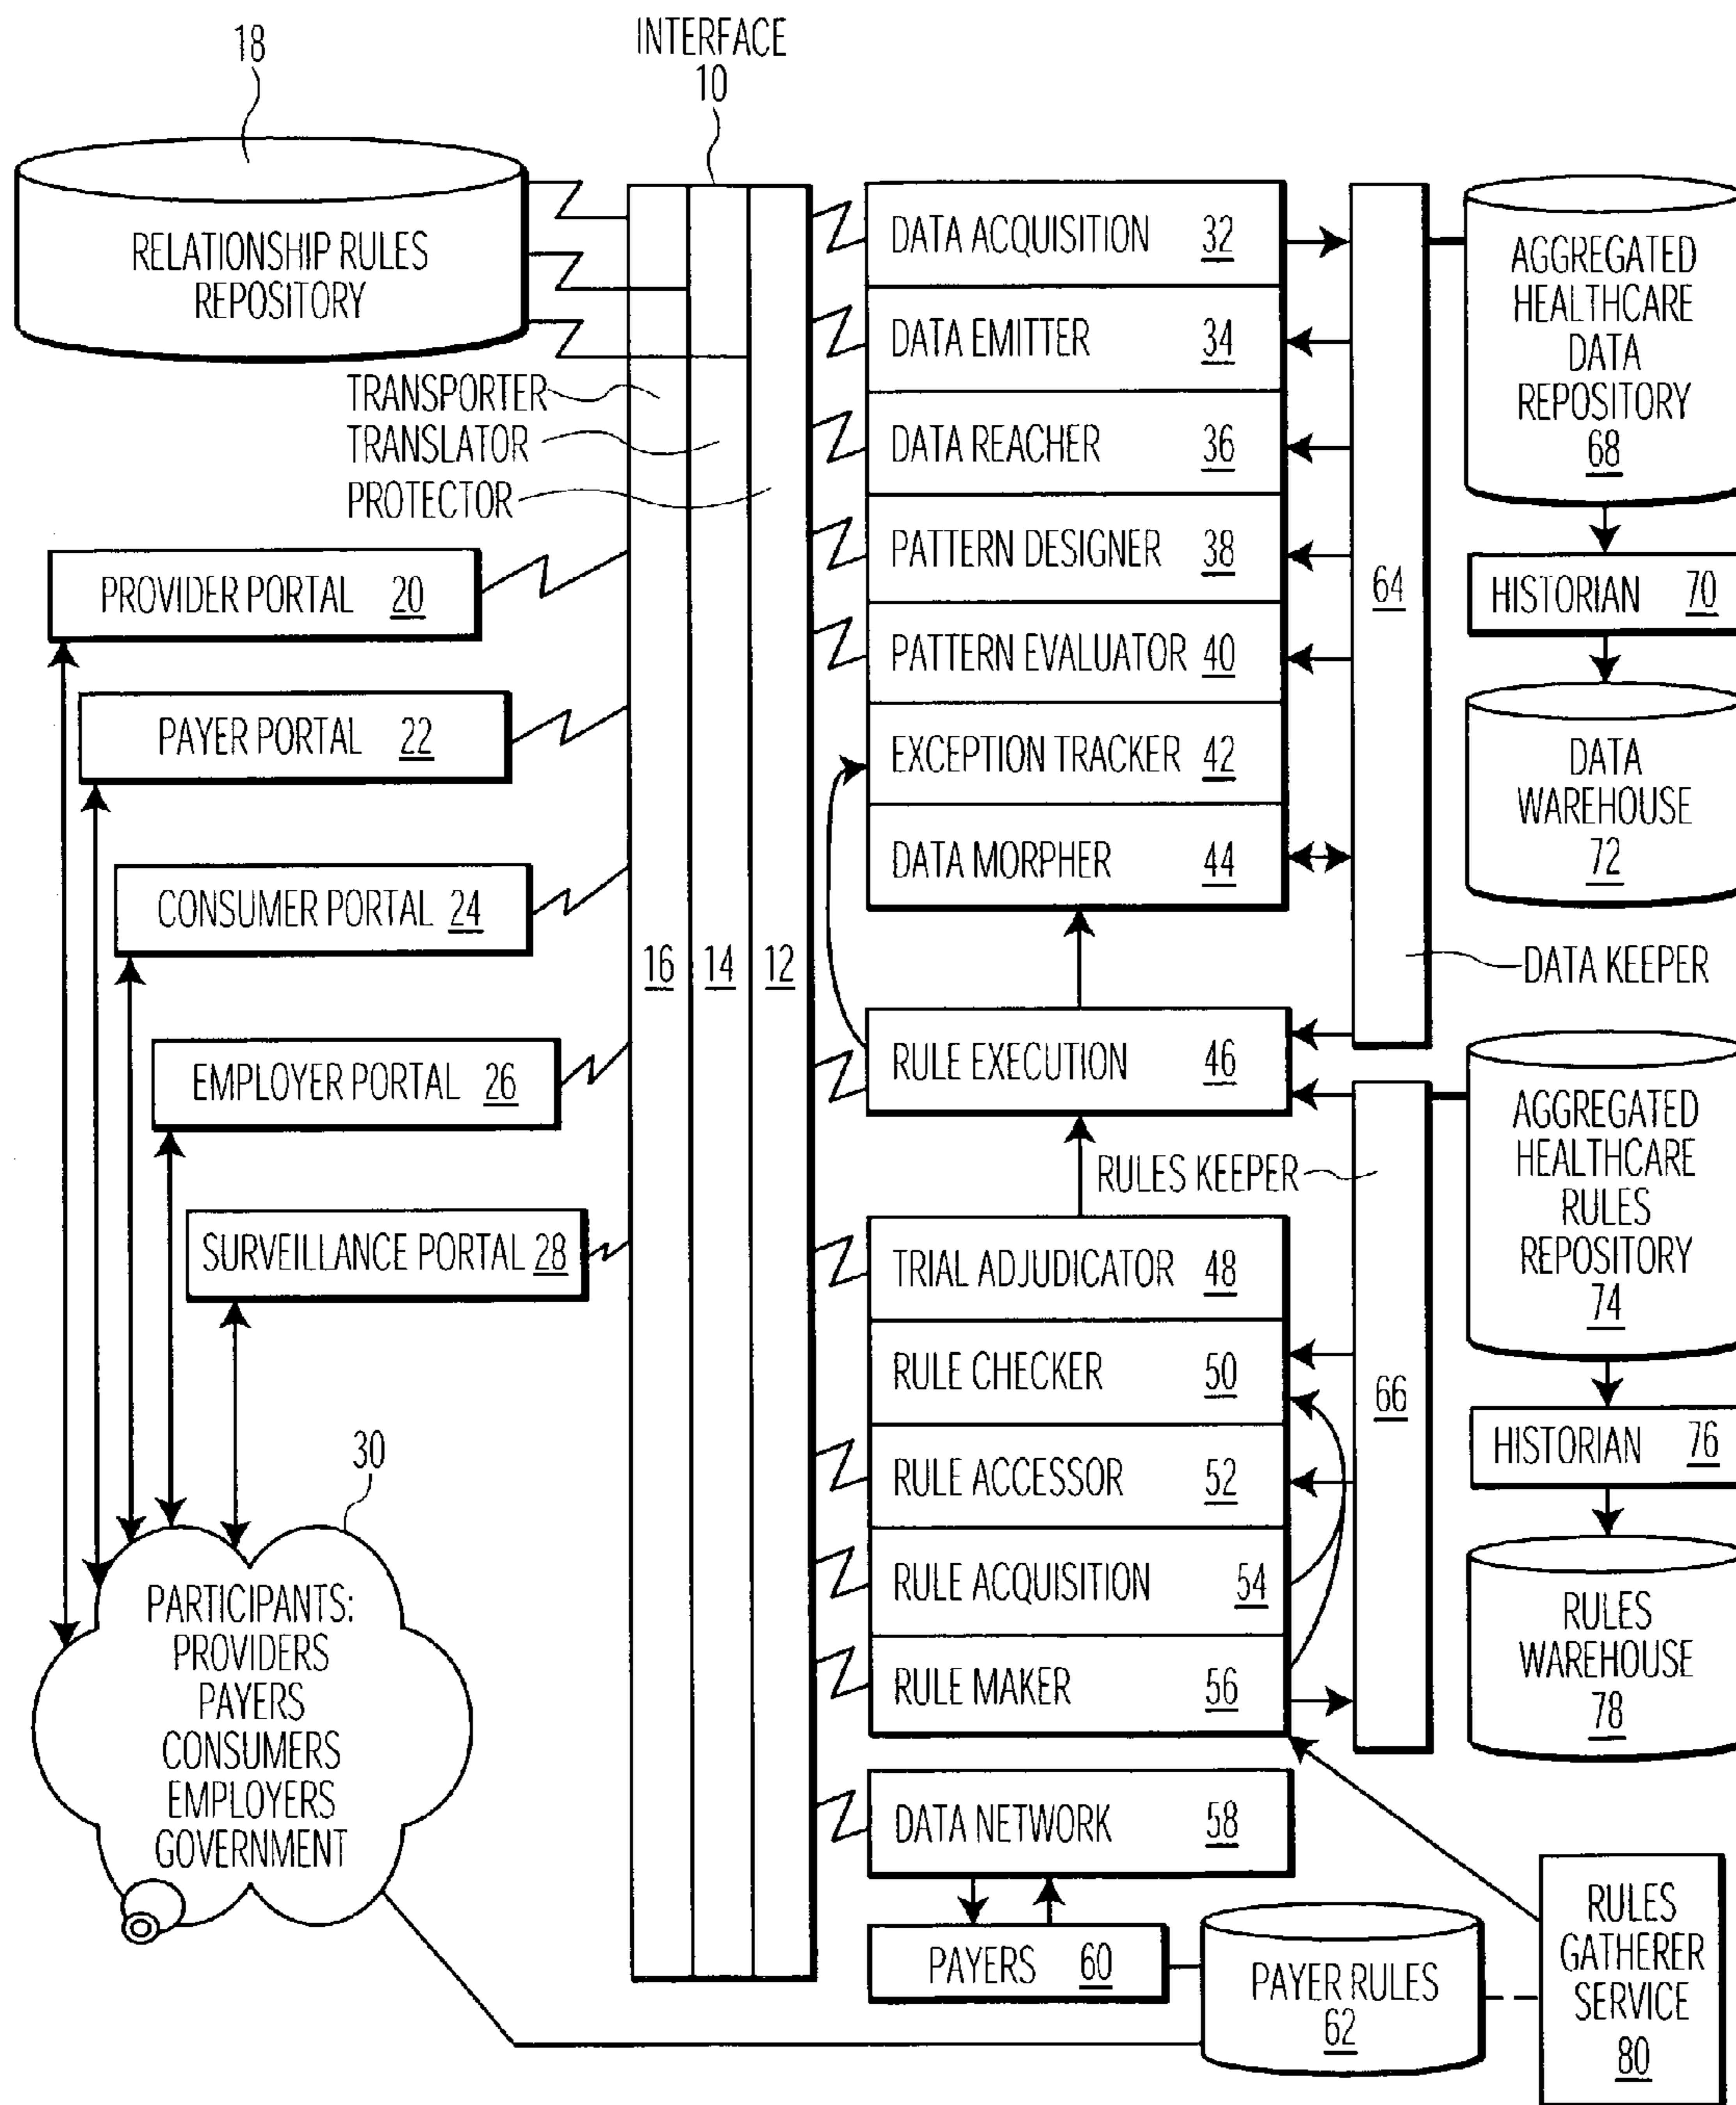 18
INTERFACE
10
RELATIONSHIP RULES
REPOSITORY
TRANSPORTER
TRANSLATOR
PROTECTOR
PROVIDER PORTAL 20
PAYER PORTAL 22
CONSUMER PORTAL 24
EMPLOYER PORTAL 26
SURVEILLANCE PORTAL 28
30
PARTICIPANTS:
PROVIDERS
PAYERS
CONSUMERS
EMPLOYERS
GOVERNMENT
16 14 12
DATA ACQUISITION 32
DATA EMITTER 34
DATA REACHER 36
PATTERN DESIGNER 38
PATTERN EVALUATOR 40
EXCEPTION TRACKER 42
DATA MORPHER 44
RULE EXECUTION 46
RULES KEEPER
TRIAL ADJUDICATOR 48
RULE CHECKER 50
RULE ACCESSOR 52
RULE ACQUISITION 54
RULE MAKER 56
DATA NETWORK 58
PAYERS 60
PAYER RULES
62
64
DATA KEEPER
66
AGGREGATED
HEALTHCARE
DATA
REPOSITORY
68
HISTORIAN 70
DATA
WAREHOUSE
72
AGGREGATED
HEALTHCARE
RULES
REPOSITORY
74
HISTORIAN 76
RULES
WAREHOUSE
78
RULES
GATHERER
SERVICE
80